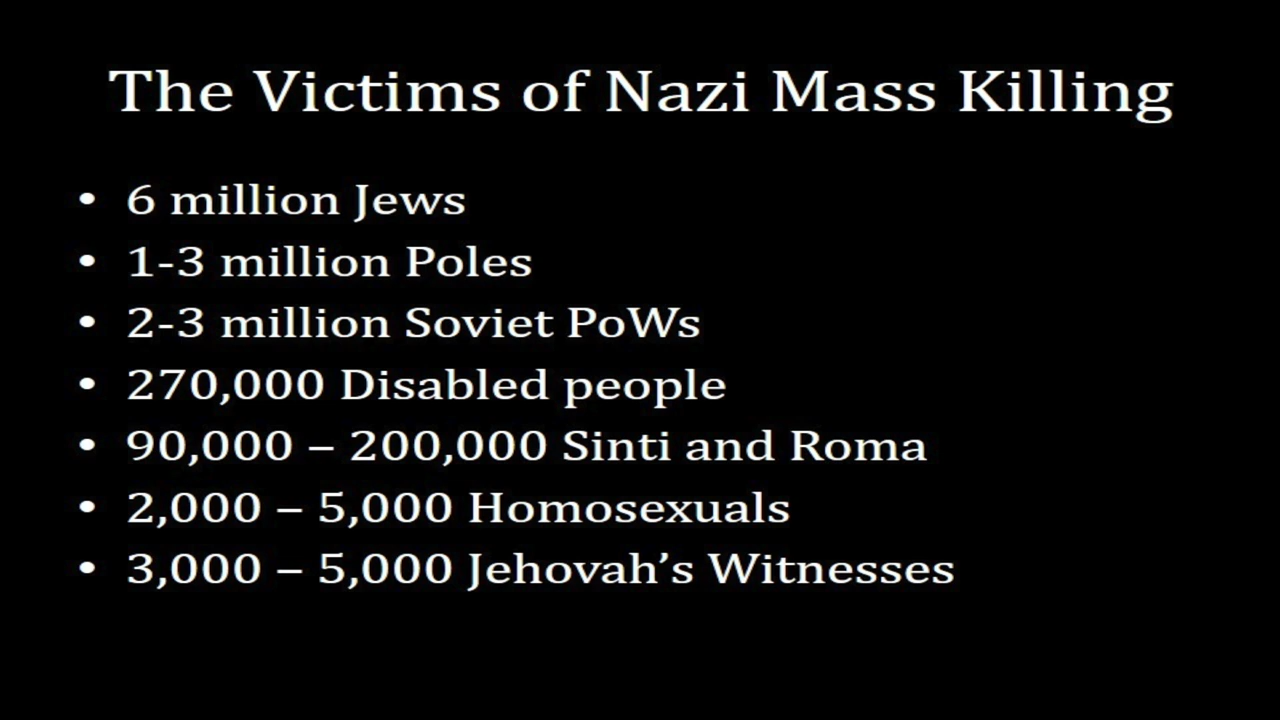 The Victims of Nazi Mass Killing
• 6 million Jews
• 1-3 million Poles
• 2-3 million Soviet PoWs
• 270,000 Disabled people
• 90,000 – 200,000 Sinti and Roma
• 2,000 – 5,000 Homosexuals
• 3,000 – 5,000 Jehovah’s Witnesses